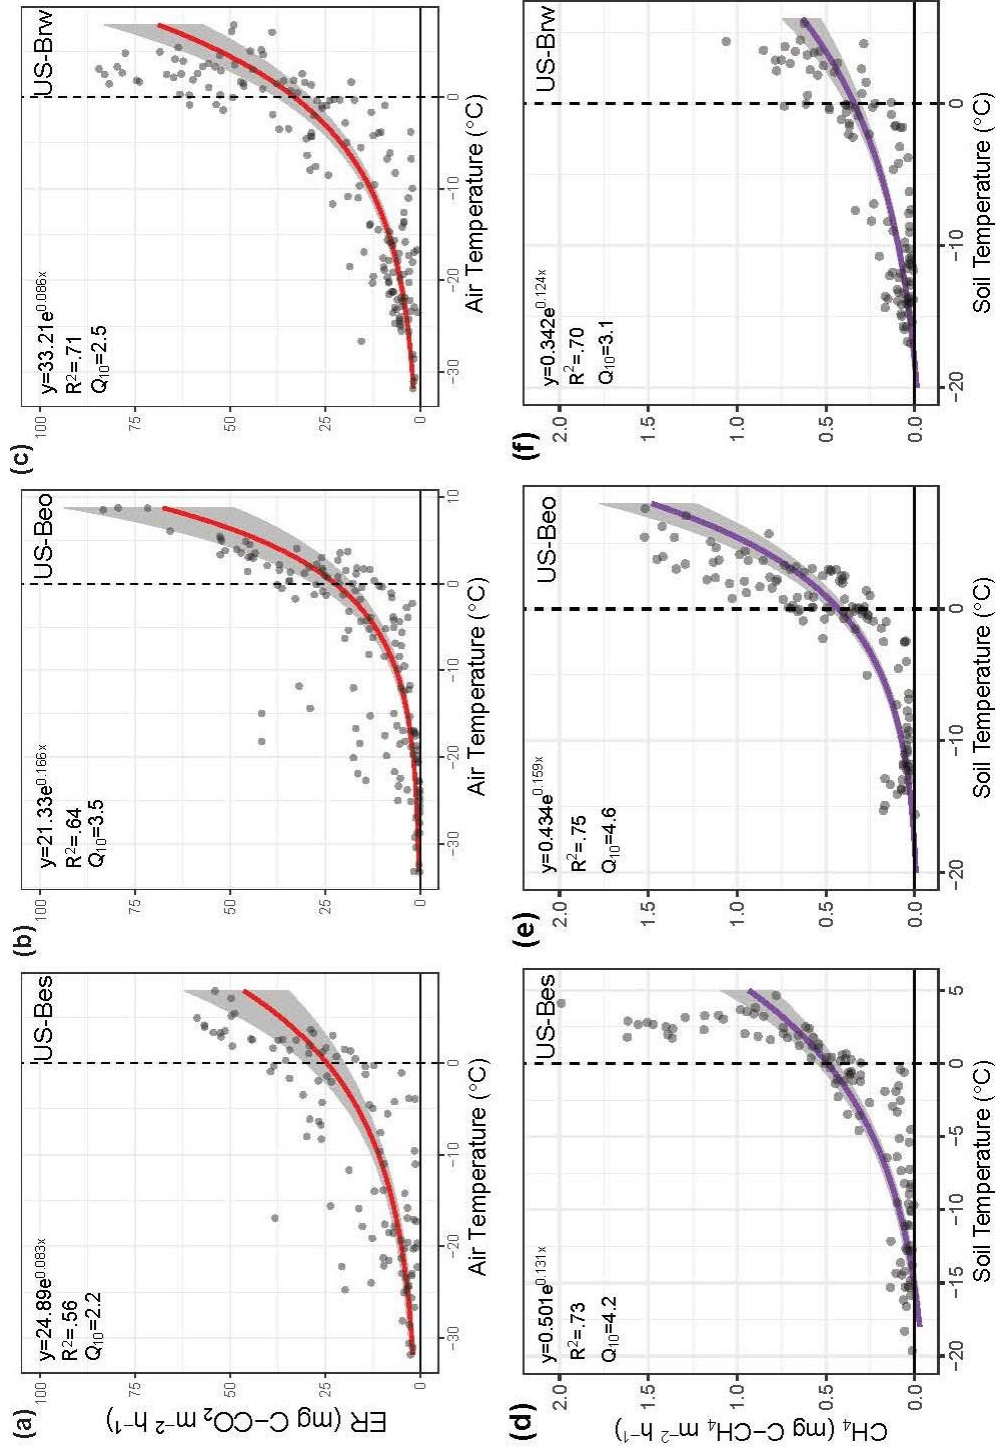 (a)
US-Bes
y=24.89e^0.083x
R²=.56
Q₁₀=2.2
100
75
50
25
0
−30
−20
−10
0
Air Temperature (°C)
ER (mg C−CO₂ m⁻² h⁻¹)
(b)
US-Beo
y=21.33e^0.166x
R²=.64
Q₁₀=3.5
100
75
50
25
0
−30
−20
−10
0
10
Air Temperature (°C)
(c)
US-Brw
y=33.21e^0.086x
R²=.71
Q₁₀=2.5
100
75
50
25
0
−30
−20
−10
0
Air Temperature (°C)
(d)
US-Bes
y=0.501e^0.131x
R²=.73
Q₁₀=4.2
2.0
1.5
1.0
0.5
0.0
−20
−15
−10
−5
0
5
Soil Temperature (°C)
CH₄ (mg C−CH₄ m⁻² h⁻¹)
(e)
US-Beo
y=0.434e^0.159x
R²=.75
Q₁₀=4.6
2.0
1.5
1.0
0.5
0.0
−20
−10
0
Soil Temperature (°C)
(f)
US-Brw
y=0.342e^0.124x
R²=.70
Q₁₀=3.1
2.0
1.5
1.0
0.5
0.0
−20
−10
0
Soil Temperature (°C)